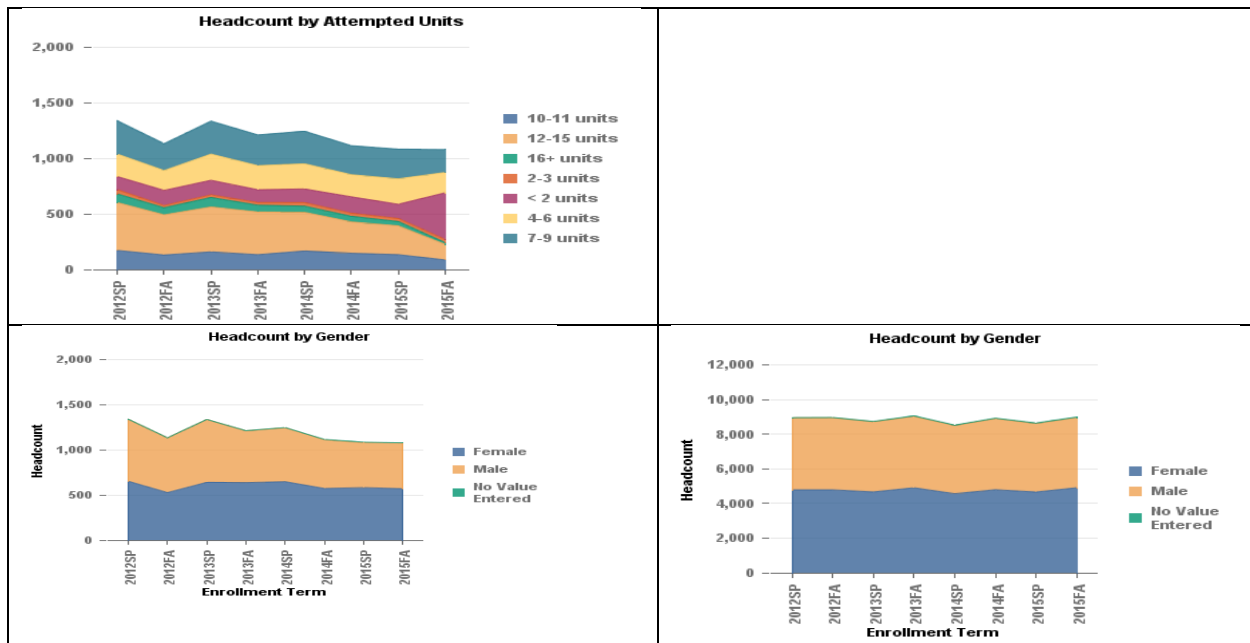 Headcount by Attempted Units
2,000
1,500
1,000
500
0
2012SP
2012FA
2013SP
2013FA
2014SP
2014FA
2015SP
2015FA
10-11 units
12-15 units
16+ units
2-3 units
< 2 units
4-6 units
7-9 units
Headcount by Gender
Headcount
2,000
1,500
1,000
500
0
2012SP
2012FA
2013SP
2013FA
2014SP
2014FA
2015SP
2015FA
Enrollment Term
Female
Male
No Value
Entered
Headcount by Gender
Headcount
12,000
10,000
8,000
6,000
4,000
2,000
0
2012SP
2012FA
2013SP
2013FA
2014SP
2014FA
2015SP
2015FA
Enrollment Term
Female
Male
No Value
Entered